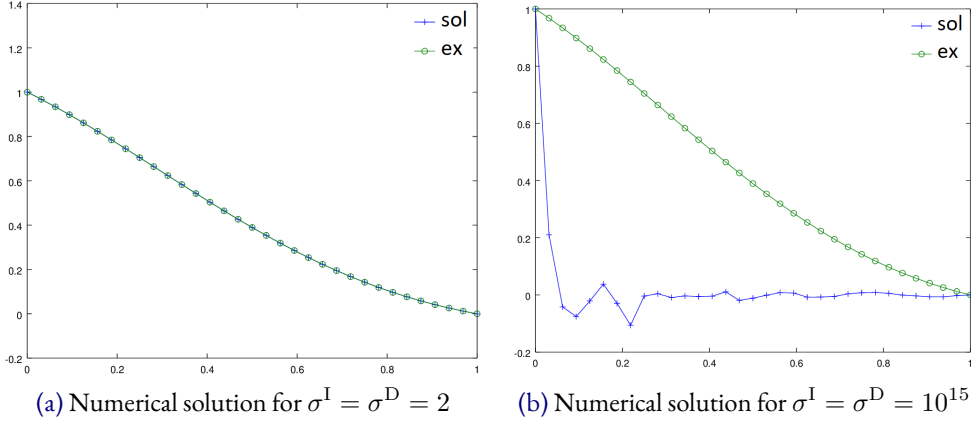 1.4
1.2
1
0.8
0.6
0.4
0.2
0
-0.2
0 0.2 0.4 0.6 0.8 1
sol
ex
(a) Numerical solution for σ^I = σ^D = 2
1
0.8
0.6
0.4
0.2
0
-0.2
0 0.2 0.4 0.6 0.8 1
sol
ex
(b) Numerical solution for σ^I = σ^D = 10^15